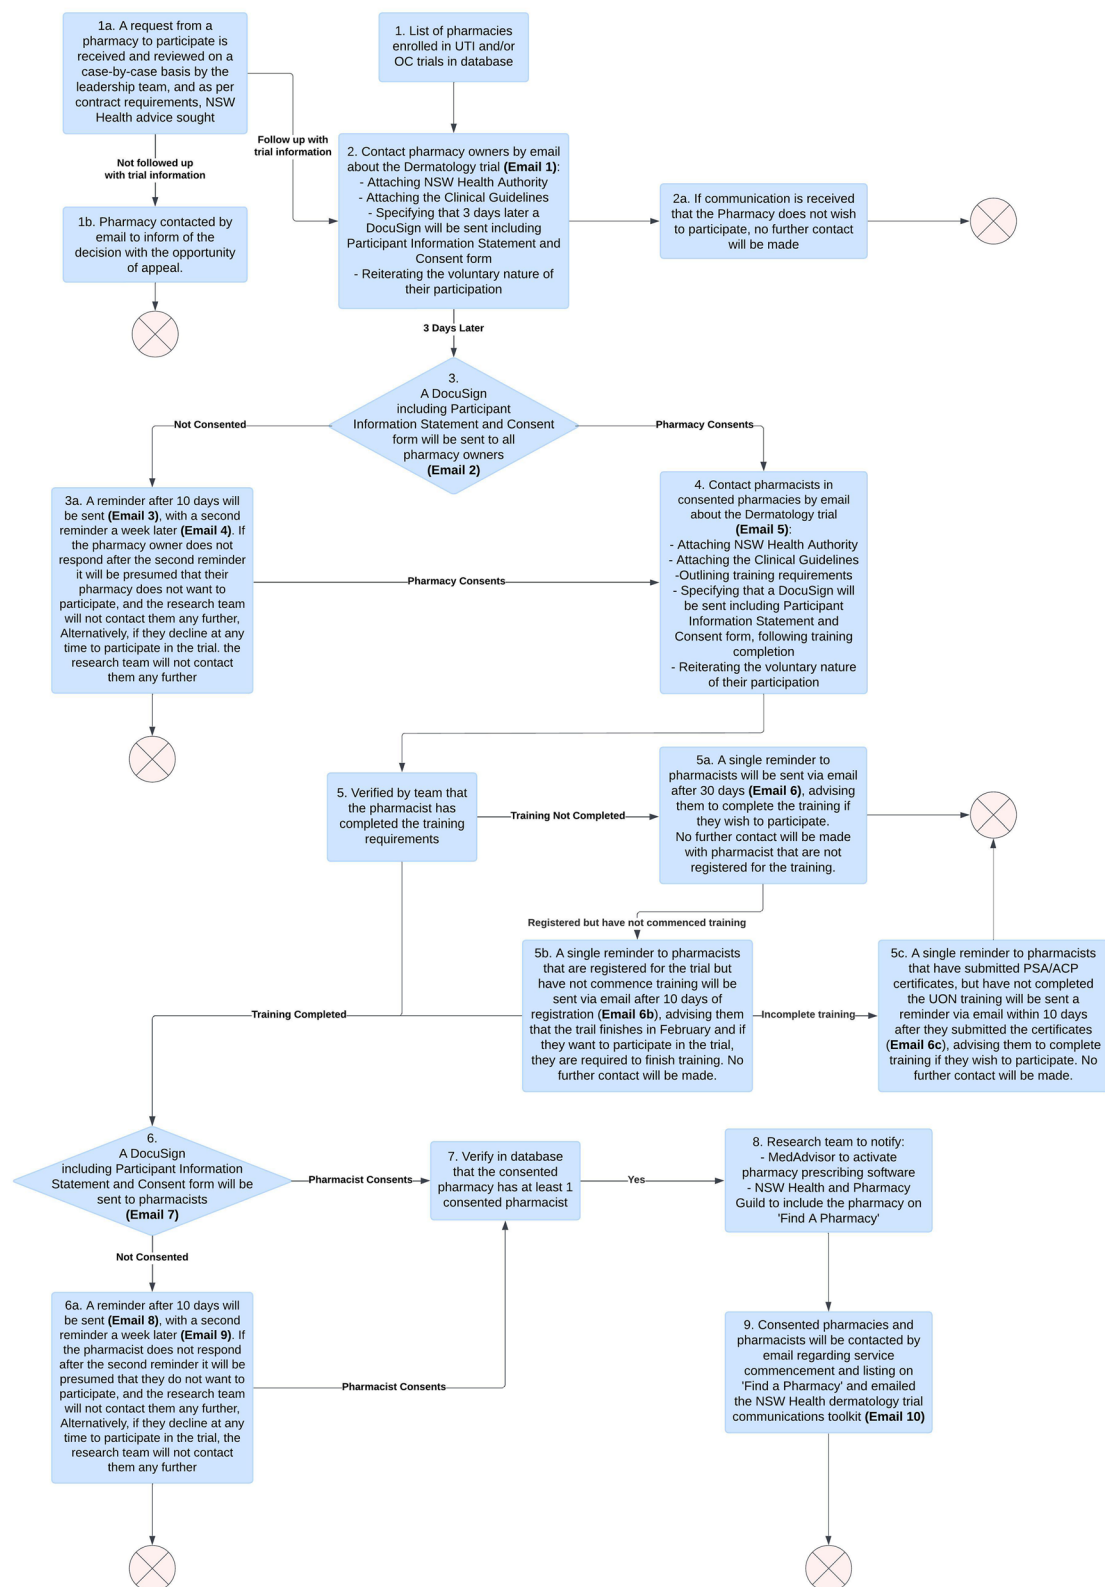 1a. A request from a
pharmacy to participate is
received and reviewed on a
case-by-case basis by the
leadership team, and as per
contract requirements, NSW
Health advice sought
1. List of pharmacies
enrolled in UTI and/or
OC trials in database
Follow up with
trial information
Not followed up
with trial information
1b. Pharmacy contacted by
email to inform of the
decision with the opportunity
of appeal.
2. Contact pharmacy owners by email
about the Dermatology trial (Email 1):
- Attaching NSW Health Authority
- Attaching the Clinical Guidelines
- Specifying that 3 days later a
DocuSign will be sent including
Participant Information Statement and
Consent form
- Reiterating the voluntary nature of
their participation
2a. If communication is received
that the Pharmacy does not wish
to participate, no further contact
will be made
3 Days Later
3.
A DocuSign
including Participant
Information Statement and Consent
form will be sent to all
pharmacy owners
(Email 2)
Not Consented
Pharmacy Consents
3a. A reminder after 10 days will
be sent (Email 3), with a second
reminder a week later (Email 4). If
the pharmacy owner does not
respond after the second reminder
it will be presumed that their
pharmacy does not want to
participate, and the research team
will not contact them any further,
Alternatively, if they decline at any
time to participate in the trial. the
research team will not contact
them any further
Pharmacy Consents
4. Contact pharmacists in
consented pharmacies by email
about the Dermatology trial
(Email 5):
- Attaching NSW Health Authority
- Attaching the Clinical Guidelines
-Outlining training requirements
- Specifying that a DocuSign will
be sent including Participant
Information Statement and
Consent form, following training
completion
- Reiterating the voluntary nature
of their participation
5. Verified by team that
the pharmacist has
completed the training
requirements
Training Not Completed
5a. A single reminder to
pharmacists will be sent via email
after 30 days (Email 6), advising
them to complete the training if
they wish to participate.
No further contact will be made
with pharmacist that are not
registered for the training.
Registered but have not commenced training
5b. A single reminder to pharmacists
that are registered for the trial but
have not commence training will be
sent via email after 10 days of
registration (Email 6b), advising them
that the trail finishes in February and if
they want to participate in the trial,
they are required to finish training. No
further contact will be made.
Incomplete training
5c. A single reminder to pharmacists
that have submitted PSA/ACP
certificates, but have not completed
the UON training will be sent a
reminder via email within 10 days
after they submitted the certificates
(Email 6c), advising them to complete
training if they wish to participate. No
further contact will be made.
Training Completed
6.
A DocuSign
including Participant Information
Statement and Consent form will be
sent to pharmacists
(Email 7)
Pharmacist Consents
7. Verify in database
that the consented
pharmacy has at least 1
consented pharmacist
Yes
8. Research team to notify:
- MedAdvisor to activate
pharmacy prescribing software
- NSW Health and Pharmacy
Guild to include the pharmacy on
'Find A Pharmacy'
Not Consented
6a. A reminder after 10 days will
be sent (Email 8), with a second
reminder a week later (Email 9). If
the pharmacist does not respond
after the second reminder it will be
presumed that they do not want to
participate, and the research team
will not contact them any further,
Alternatively, if they decline at any
time to participate in the trial, the
research team will not contact
them any further
Pharmacist Consents
9. Consented pharmacies and
pharmacists will be contacted by
email regarding service
commencement and listing on
'Find a Pharmacy' and emailed
the NSW Health dermatology trial
communications toolkit (Email 10)